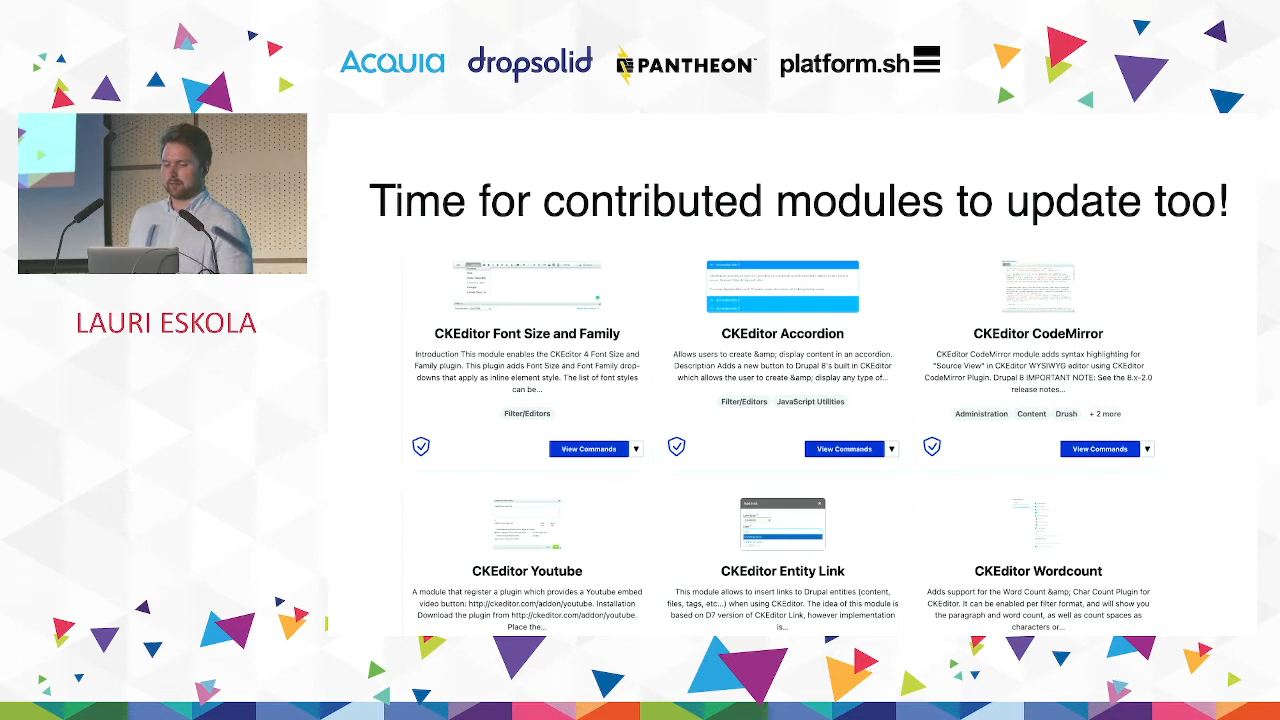 ACQUIA dropsolid PANTHEON platform.sh
LAURI ESKOLA
Time for contributed modules to update too!
CKEditor Font Size and Family
Introduction This module enables the CKEditor 4 Font Size and
Family plugin. This plugin adds Font Size and Font Family drop-
downs that apply as inline element style. The list of font styles
can be...
Filter/Editors
View Commands
CKEditor Accordion
Allows users to create &amp; display content in an accordion.
Description Adds a new button to Drupal 8's built in CKEditor
which allows the user to create &amp; display any type of...
Filter/Editors JavaScript Utilities
View Commands
CKEditor CodeMirror
CKEditor CodeMirror module adds syntax highlighting for
"Source View" in CKEditor WYSIWYG editor using CKEditor
CodeMirror Plugin. Drupal 8 IMPORTANT NOTE: See the 8.x-2.0
release notes...
Administration Content Drush + 2 more
View Commands
CKEditor Youtube
A module that register a plugin which provides a Youtube embed
video button: http://ckeditor.com/addon/youtube. Installation
Download the plugin from http://ckeditor.com/addon/youtube.
Place the...
Add link
CKEditor Entity Link
This module allows to insert links to Drupal entities (content,
files, tags, etc...) when using CKEditor. The idea of this module is
based on D7 version of CKEditor Link, however implementation
is...
CKEditor Wordcount
Adds support for the Word Count &amp; Char Count Plugin for
CKEditor. It can be enabled per filter format, and will show you
the paragraph and word count, as well as count spaces as
characters or...